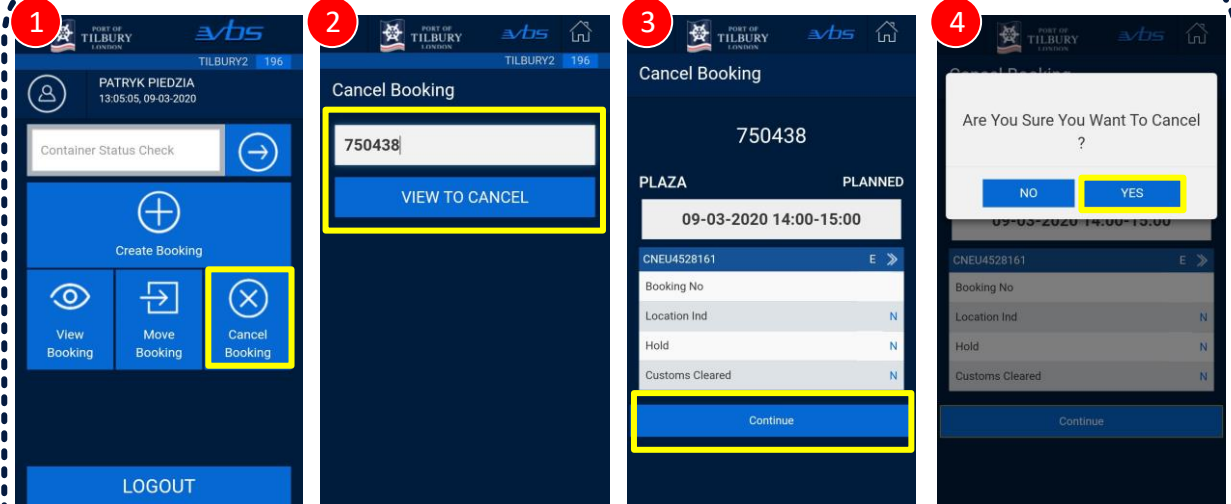 1
PORT OF
TILBURY
LONDON
vbs
TILBURY2 196
PATRYK PIEDZIA
13:05:05, 09-03-2020
Container Status Check
Create Booking
View
Booking
Move
Booking
Cancel
Booking
LOGOUT
2
PORT OF
TILBURY
LONDON
vbs
TILBURY2 196
Cancel Booking
750438
VIEW TO CANCEL
3
PORT OF
TILBURY
LONDON
vbs
Cancel Booking
750438
PLAZA PLANNED
09-03-2020 14:00-15:00
CNEU4528161 E
Booking No
Location Ind N
Hold N
Customs Cleared N
Continue
4
PORT OF
TILBURY
LONDON
vbs
Cancel Booking
Are You Sure You Want To Cancel
?
NO YES
09-03-2020 14:00-15:00
CNEU4528161 E
Booking No
Location Ind N
Hold N
Customs Cleared N
Continue